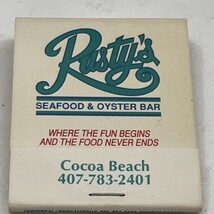 Rusty's
SEAFOOD & OYSTER BAR
WHERE THE FUN BEGINS
AND THE FOOD NEVER ENDS
Cocoa Beach
407-783-2401